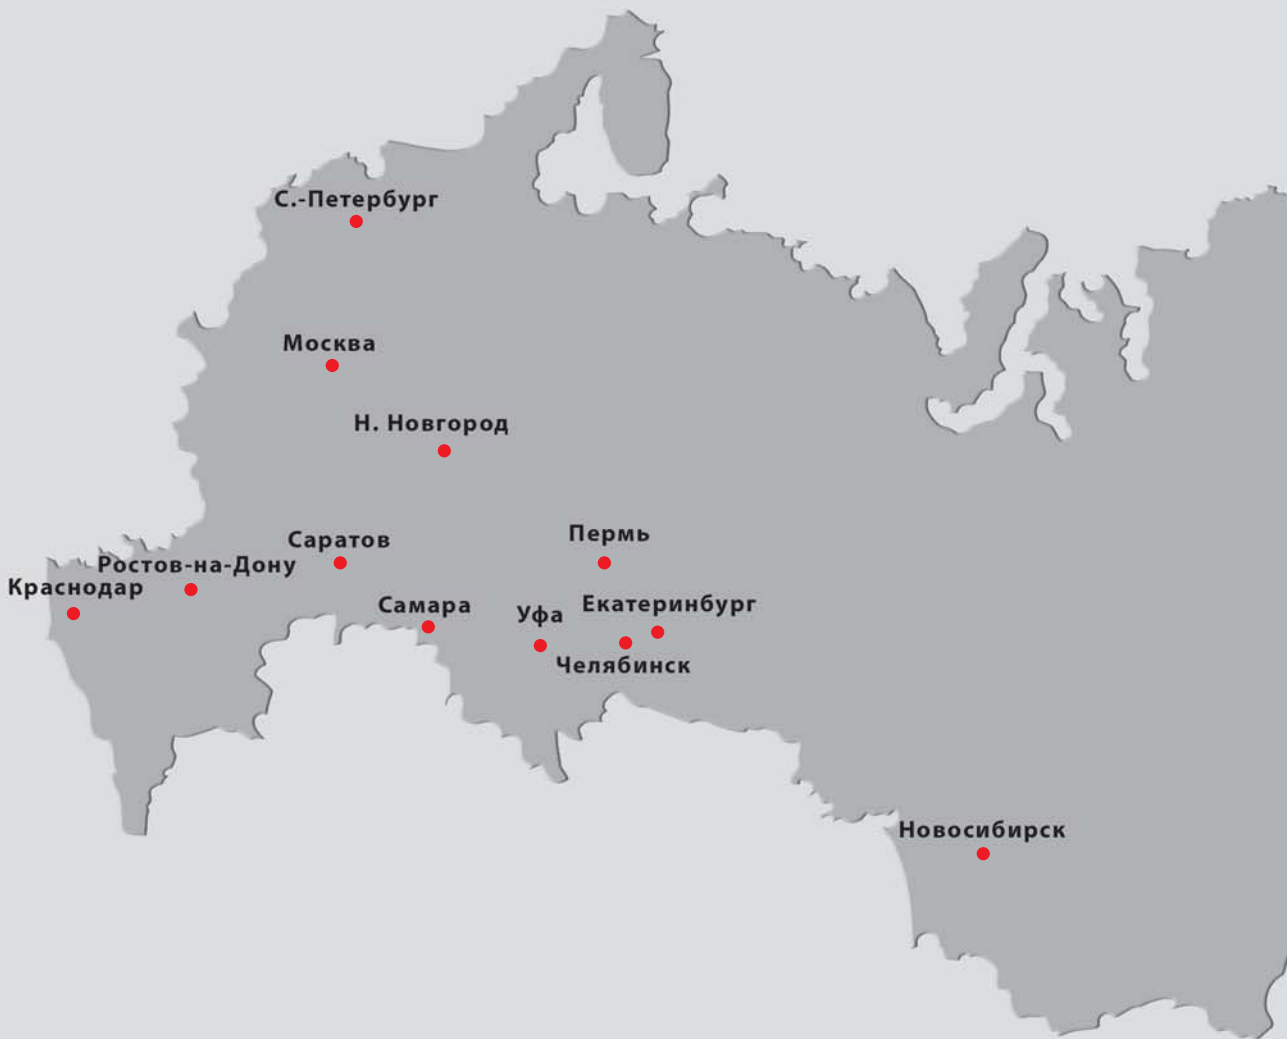 С.-Петербург
Москва
Н. Новгород
Пермь
Саратов
Ростов-на-Дону
Краснодар
Самара
Уфа
Екатеринбург
Челябинск
Новосибирск